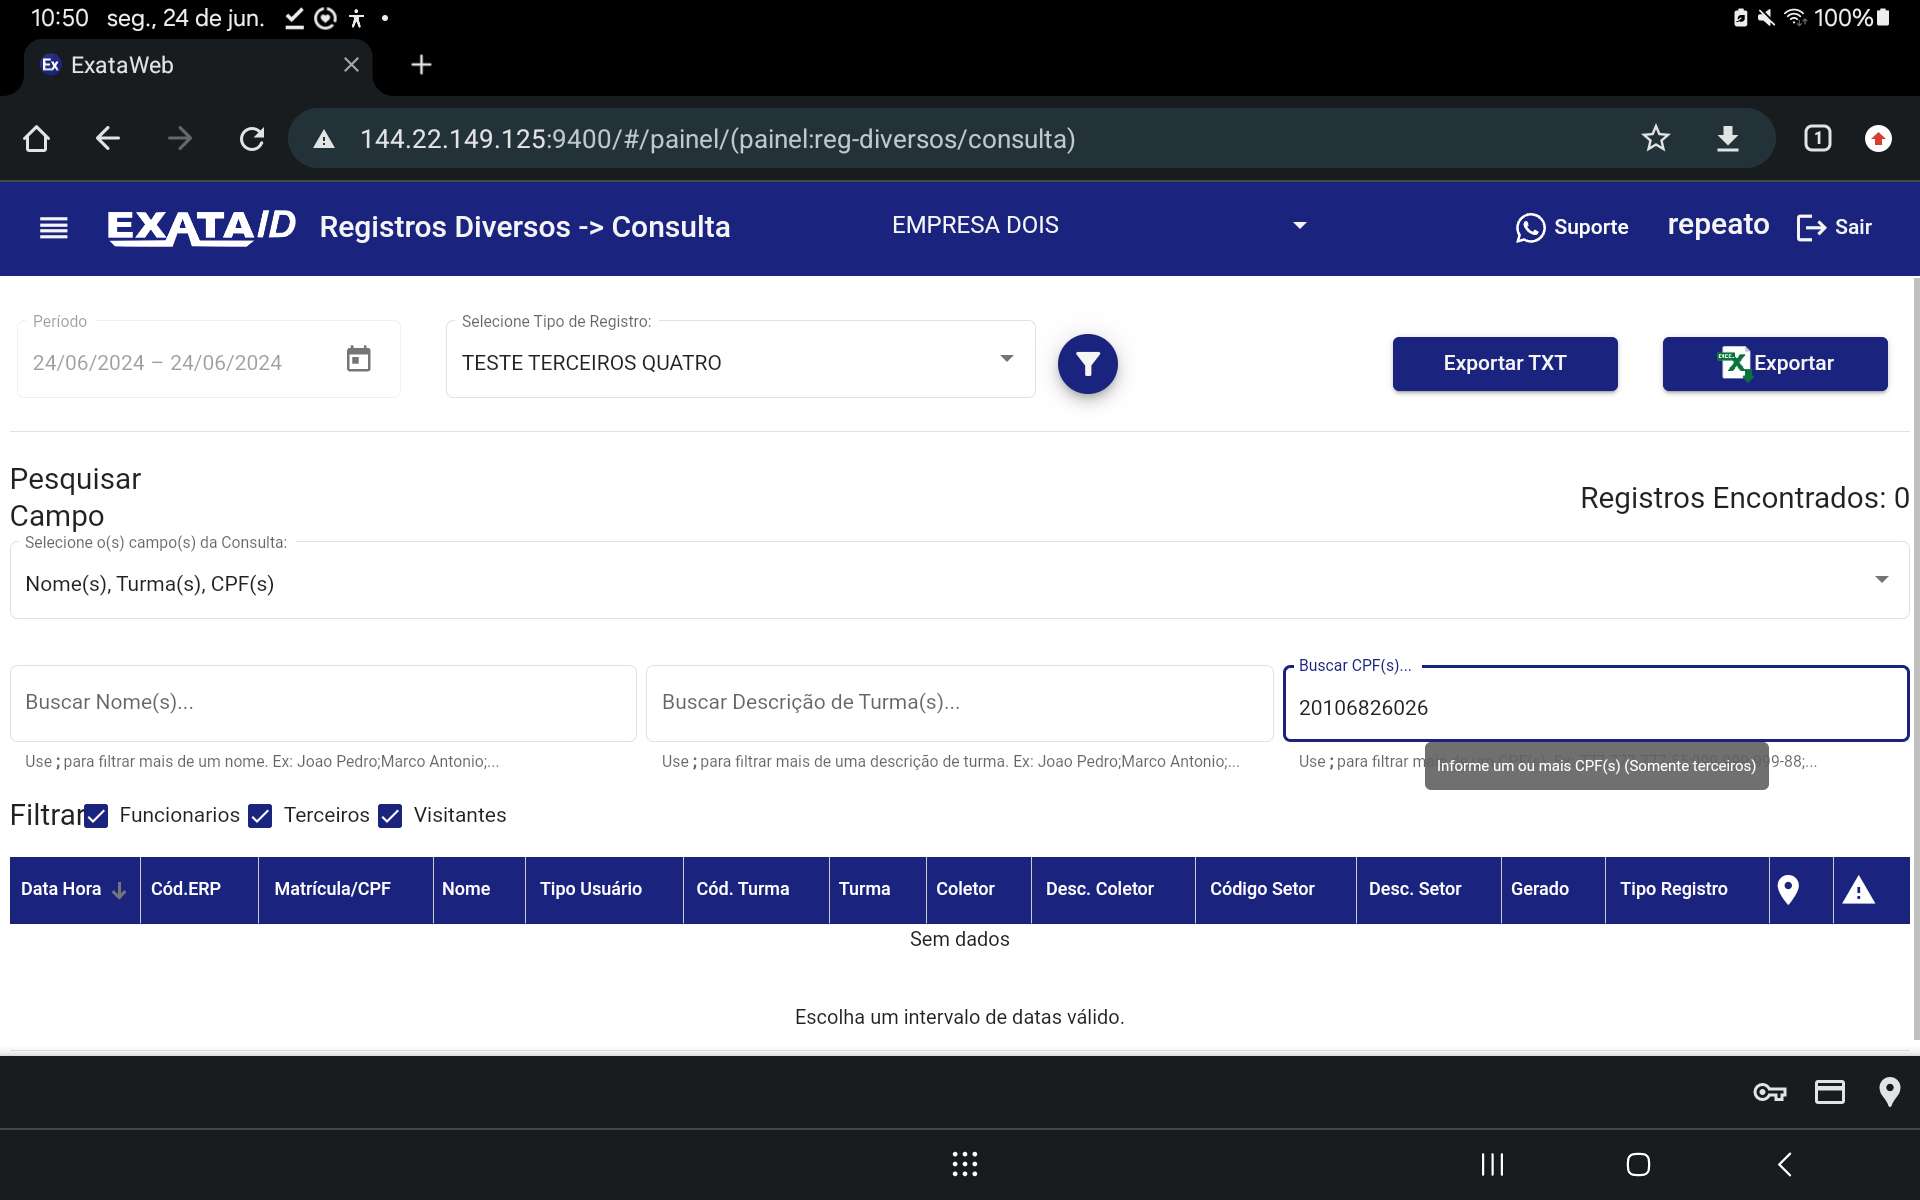 10:50 seg., 24 de jun. 100%
Ex ExataWeb
144.22.149.125:9400/#/painel/(painel:reg-diversos/consulta) 1
EXATA/D Registros Diversos -> Consulta EMPRESA DOIS Suporte repeato Sair
Período Selecione Tipo de Registro:
24/06/2024 – 24/06/2024 TESTE TERCEIROS QUATRO Exportar TXT Exportar
Pesquisar
Campo
Registros Encontrados: 0
Selecione o(s) campo(s) da Consulta:
Nome(s), Turma(s), CPF(s)
Buscar CPF(s)...
Buscar Nome(s)... Buscar Descrição de Turma(s)... 20106826026
Use ; para filtrar mais de um nome. Ex: Joao Pedro;Marco Antonio;... Use ; para filtrar mais de uma descrição de turma. Ex: Joao Pedro;Marco Antonio;... Use ; para filtrar 99-88;...
Informe um ou mais CPF(s) (Somente terceiros)
Filtrar Funcionarios Terceiros Visitantes
Data Hora Cód.ERP Matrícula/CPF Nome Tipo Usuário Cód. Turma Turma Coletor Desc. Coletor Código Setor Desc. Setor Gerado Tipo Registro
Sem dados
Escolha um intervalo de datas válido.